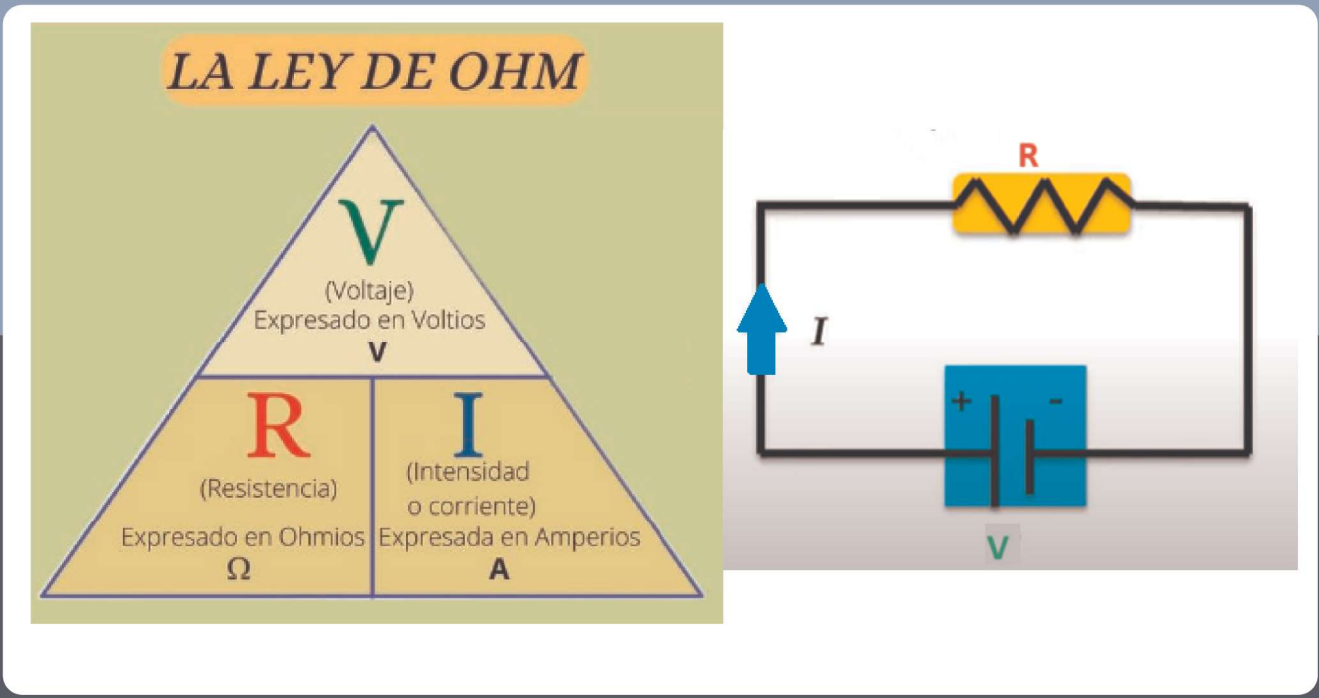 LA LEY DE OHM
V
(Voltaje)
Expresado en Voltios
V
R
(Resistencia)
Expresado en Ohmios
Ω
I
(Intensidad
o corriente)
Expresada en Amperios
A
R
I
+ -
V